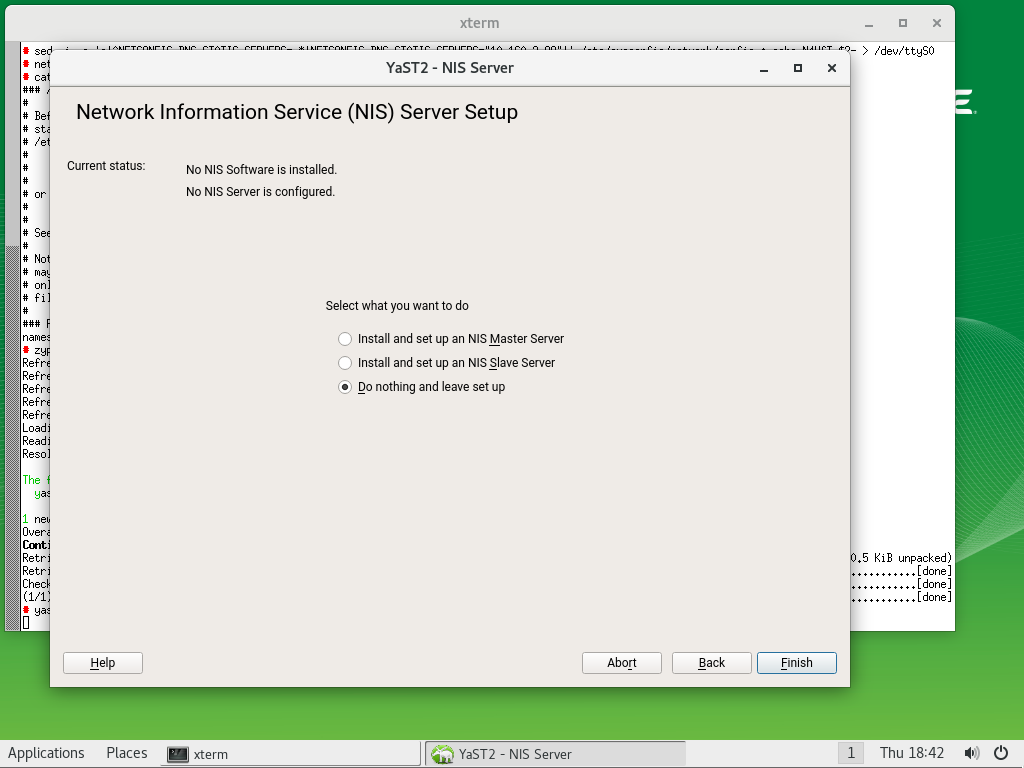 xterm
# sed
> /dev/ttyS0
# net
# cat
YaST2 - NIS Server
###
#
# Bef
# sta
# /et
#
#
#
# or
#
#
# See
#
# Not
# may
# onl
# fil
#
### P
names
# zyp
Refre
Refre
Refre
Refre
Refre
Loadi
Readi
Resol
The f
yas
1 new
Overa
Conti
Retri
0.5 KiB unpacked)
Retri
...........[done]
Check
...........[done]
(1/1)
...........[done]
# yas
Network Information Service (NIS) Server Setup
Current status:
No NIS Software is installed.
No NIS Server is configured.
Select what you want to do
Install and set up an NIS Master Server
Install and set up an NIS Slave Server
Do nothing and leave set up
Help
Abort
Back
Finish
Applications
Places
xterm
YaST2 - NIS Server
1
Thu 18:42